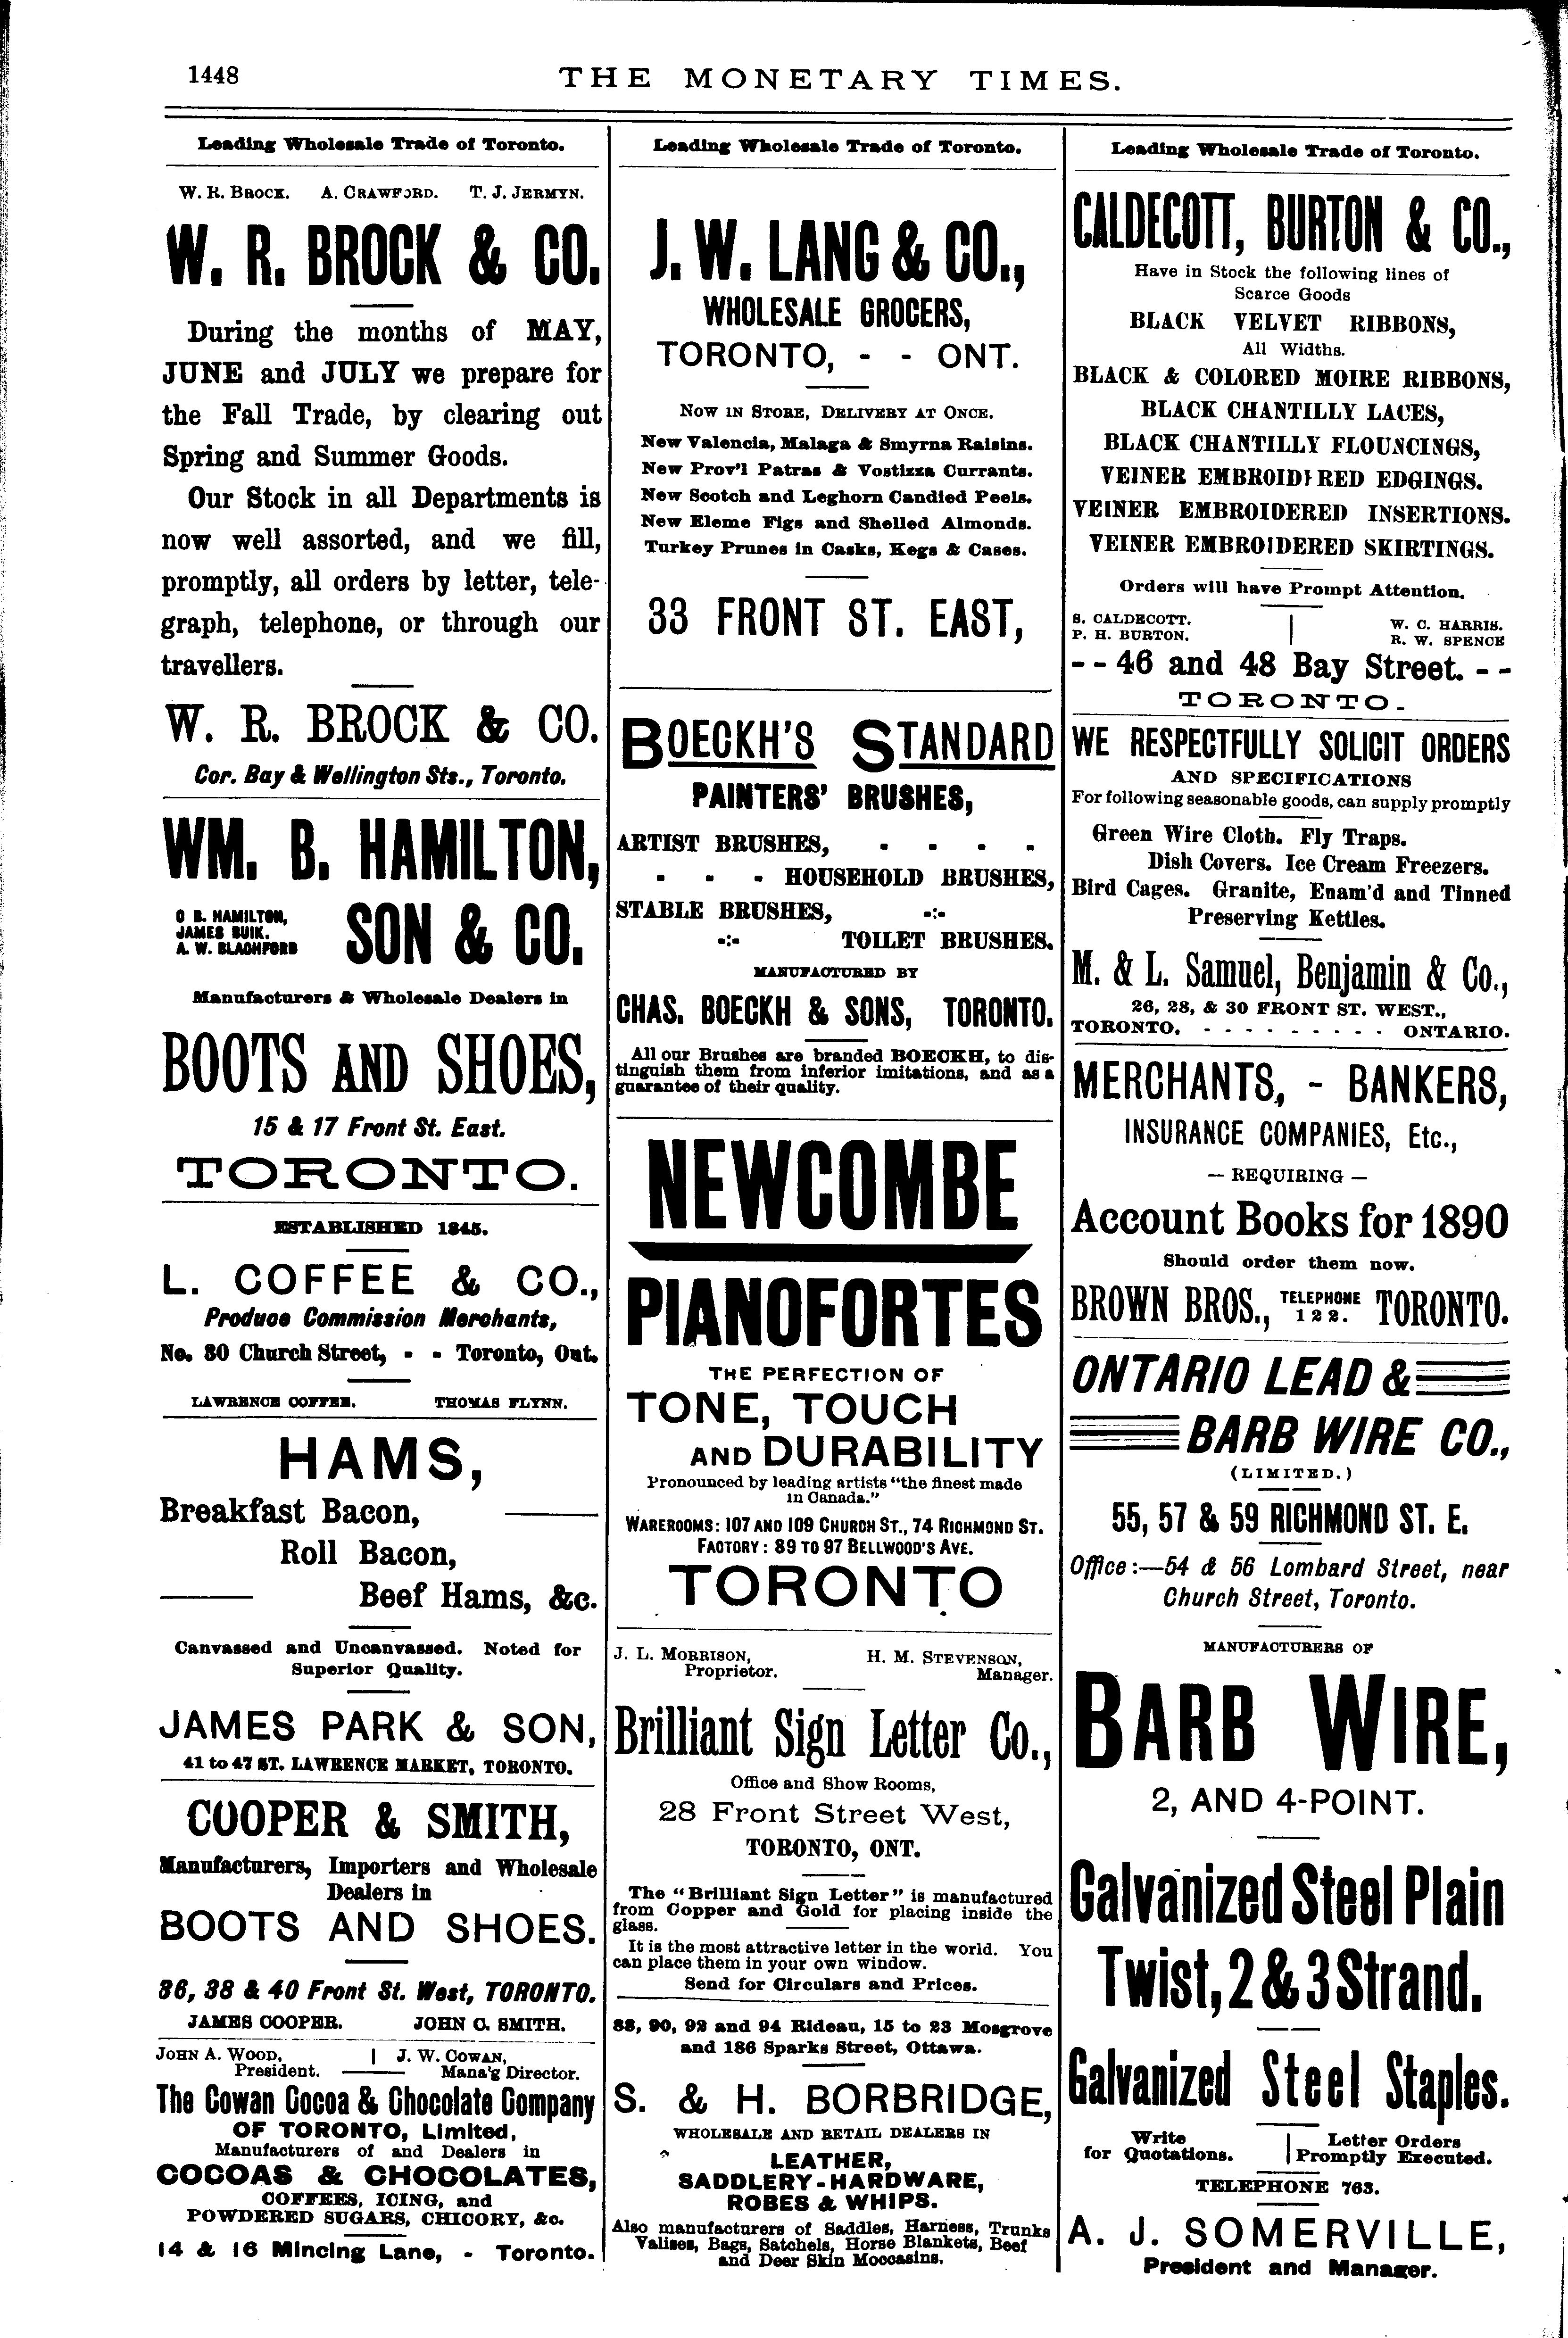 1448
THE MONETARY TIMES.
Leading Wholesale Trade of Toronto.
W. R. BROCK. A. CRAWFORD. T. J. JERMYN.
W. R. BROCK & CO.
During the months of MAY,
JUNE and JULY we prepare for
the Fall Trade, by clearing out
Spring and Summer Goods.
Our Stock in all Departments is
now well assorted, and we fill,
promptly, all orders by letter, tele-
graph, telephone, or through our
travellers.
W. R. BROCK & CO.
Cor. Bay & Wellington Sts., Toronto.
WM. B. HAMILTON,
C B. HAMILTON,
JAMES BUIK.
A. W. BLACHFORD
SON & CO.
Manufacturers & Wholesale Dealers in
BOOTS AND SHOES,
15 & 17 Front St. East.
TORONTO.
ESTABLISHED 1845.
L. COFFEE & CO.,
Produce Commission Merchants,
No. 30 Church Street, - - Toronto, Ont.
LAWRENCE COFFEE. THOMAS FLYNN.
HAMS,
Breakfast Bacon,
Roll Bacon,
Beef Hams, &c.
Canvassed and Uncanvassed. Noted for
Superior Quality.
JAMES PARK & SON,
41 to 47 ST. LAWRENCE MARKET, TORONTO.
COOPER & SMITH,
Manufacturers, Importers and Wholesale
Dealers in
BOOTS AND SHOES.
36, 38 & 40 Front St. West, TORONTO.
JAMES COOPER. JOHN C. SMITH.
JOHN A. WOOD, | J. W. COWAN,
President. Mana'g Director.
The Cowan Cocoa & Chocolate Company
OF TORONTO, Limited,
Manufacturers of and Dealers in
COCOAS & CHOCOLATES,
COFFEES, ICING, and
POWDERED SUGARS, CHICORY, &c.
14 & 16 Mincing Lane, - Toronto.
Leading Wholesale Trade of Toronto.
J. W. LANG & CO.,
WHOLESALE GROCERS,
TORONTO, - - ONT.
NOW IN STORE, DELIVERY AT ONCE.
New Valencia, Malaga & Smyrna Raisins.
New Prov'l Patras & Vostizza Currants.
New Scotch and Leghorn Candied Peels.
New Eleme Figs and Shelled Almonds.
Turkey Prunes in Casks, Kegs & Cases.
33 FRONT ST. EAST,
BOECKH'S STANDARD
PAINTERS' BRUSHES,
ARTIST BRUSHES, - - - -
- - - HOUSEHOLD BRUSHES,
STABLE BRUSHES, -:-
-:- TOILET BRUSHES.
MANUFACTURED BY
CHAS. BOECKH & SONS, TORONTO.
All our Brushes are branded BOECKH, to dis-
tinguish them from inferior imitations, and as a
guarantee of their quality.
NEWCOMBE
PIANOFORTES
THE PERFECTION OF
TONE, TOUCH
AND DURABILITY
Pronounced by leading artists "the finest made
in Canada."
WAREROOMS: 107 AND 109 CHURCH ST., 74 RICHMOND ST.
FACTORY: 89 TO 97 BELLWOOD'S AVE.
TORONTO
J. L. MORRISON, H. M. STEVENSON,
Proprietor. Manager.
Brilliant Sign Letter Co.,
Office and Show Rooms,
28 Front Street West,
TORONTO, ONT.
The "Brilliant Sign Letter" is manufactured
from Copper and Gold for placing inside the
glass.
It is the most attractive letter in the world. You
can place them in your own window.
Send for Circulars and Prices.
88, 90, 92 and 94 Rideau, 15 to 23 Mosgrove
and 186 Sparks Street, Ottawa.
S. & H. BORBRIDGE,
WHOLESALE AND RETAIL DEALERS IN
LEATHER,
SADDLERY-HARDWARE,
ROBES & WHIPS.
Also manufacturers of Saddles, Harness, Trunks
Valises, Bags, Satchels, Horse Blankets, Beef
and Deer Skin Moccasins.
Leading Wholesale Trade of Toronto.
CALDECOTT, BURTON & CO.,
Have in Stock the following lines of
Scarce Goods
BLACK VELVET RIBBONS,
All Widths.
BLACK & COLORED MOIRE RIBBONS,
BLACK CHANTILLY LACES,
BLACK CHANTILLY FLOUNCINGS,
VEINER EMBROIDERED EDGINGS.
VEINER EMBROIDERED INSERTIONS.
VEINER EMBROIDERED SKIRTINGS.
Orders will have Prompt Attention.
S. CALDECOTT. | W. C. HARRIS.
P. H. BURTON. R. W. SPENCE
- - 46 and 48 Bay Street. - -
TORONTO.
WE RESPECTFULLY SOLICIT ORDERS
AND SPECIFICATIONS
For following seasonable goods, can supply promptly
Green Wire Cloth. Fly Traps.
Dish Covers. Ice Cream Freezers.
Bird Cages. Granite, Enam'd and Tinned
Preserving Kettles.
M. & L. Samuel, Benjamin & Co.,
26, 28, & 30 FRONT ST. WEST.,
TORONTO, - - - - - - - - - ONTARIO.
MERCHANTS, - BANKERS,
INSURANCE COMPANIES, Etc.,
— REQUIRING —
Account Books for 1890
Should order them now.
BROWN BROS., TELEPHONE 122. TORONTO.
ONTARIO LEAD &
BARB WIRE CO.,
(LIMITED.)
55, 57 & 59 RICHMOND ST. E.
Office:—54 & 56 Lombard Street, near
Church Street, Toronto.
MANUFACTURERS OF
BARB WIRE,
2, AND 4-POINT.
Galvanized Steel Plain
Twist, 2 & 3 Strand.
Galvanized Steel Staples.
Write | Letter Orders
for Quotations. Promptly Executed.
TELEPHONE 763.
A. J. SOMERVILLE,
President and Manager.